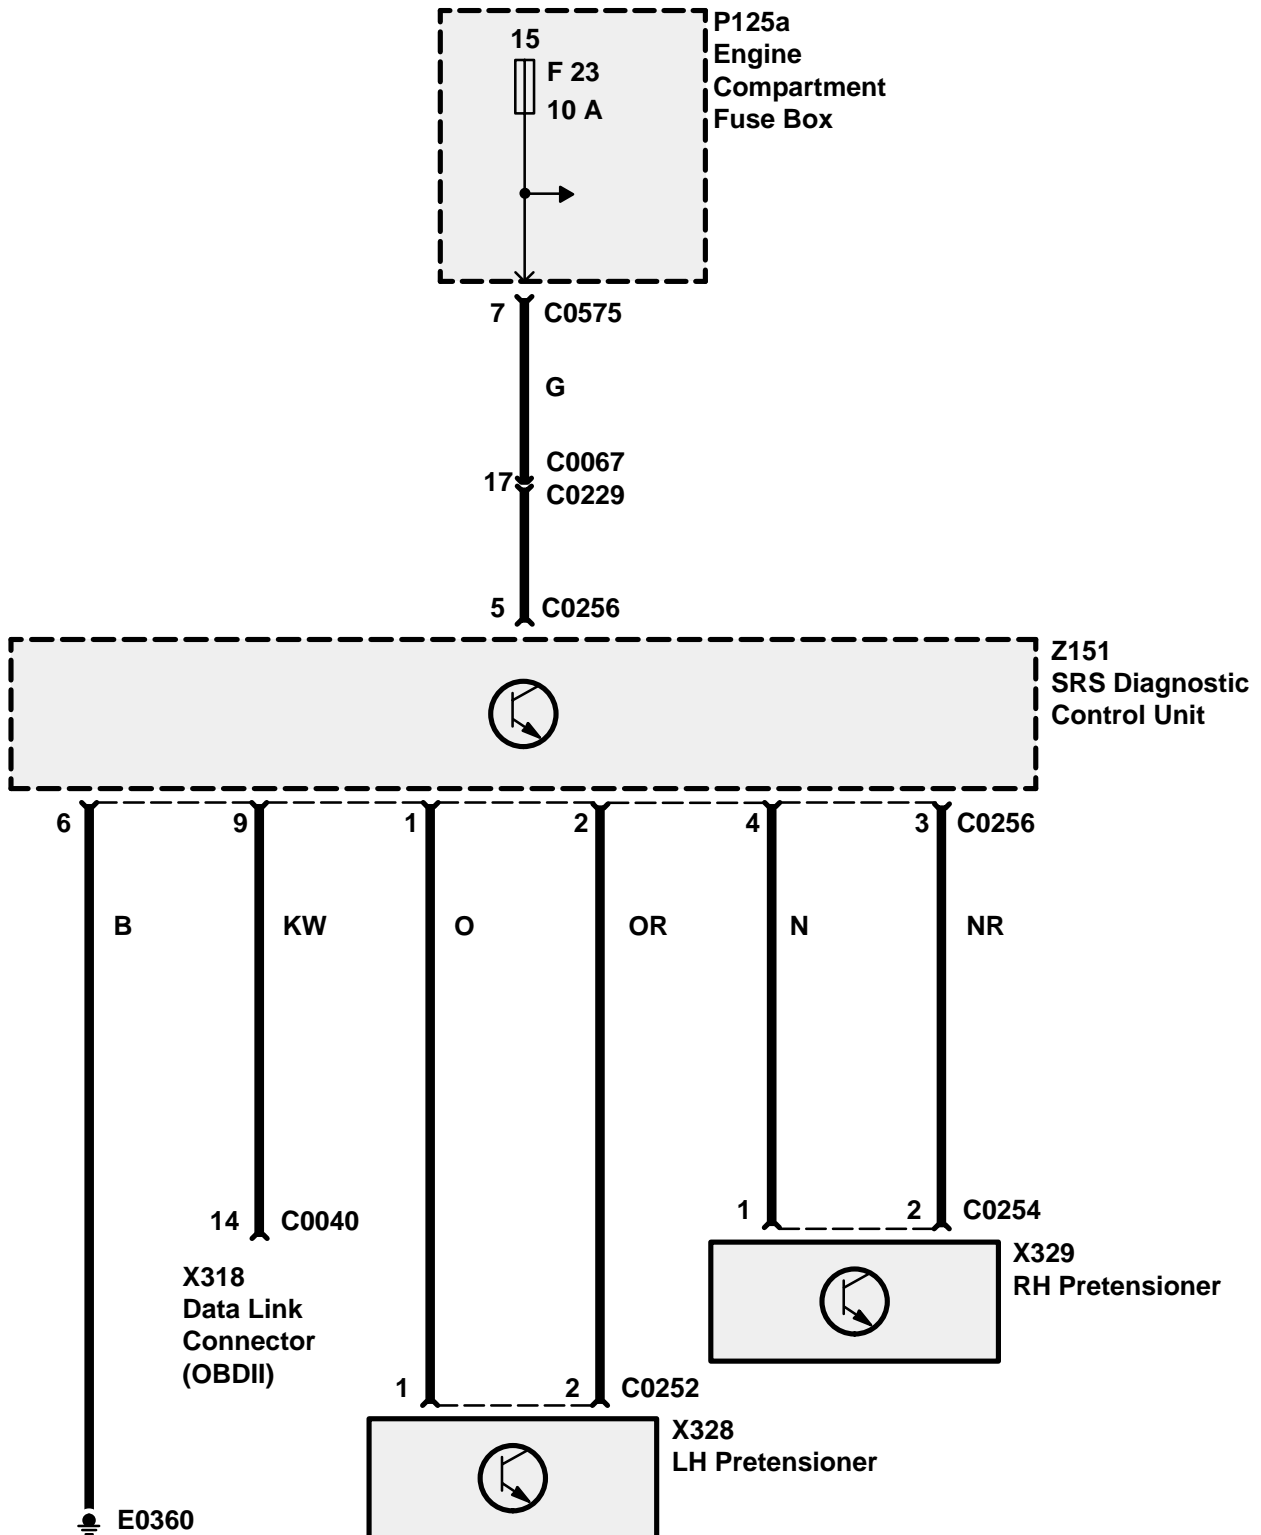 P125a
Engine
Compartment
Fuse Box
15
F 23
10 A
7 C0575
G
17 C0067
C0229
5 C0256
Z151
SRS Diagnostic
Control Unit
6 9 1 2 4 3 C0256
B KW O OR N NR
14 C0040
X318
Data Link
Connector
(OBDII)
1 2 C0254
X329
RH Pretensioner
1 2 C0252
X328
LH Pretensioner
E0360